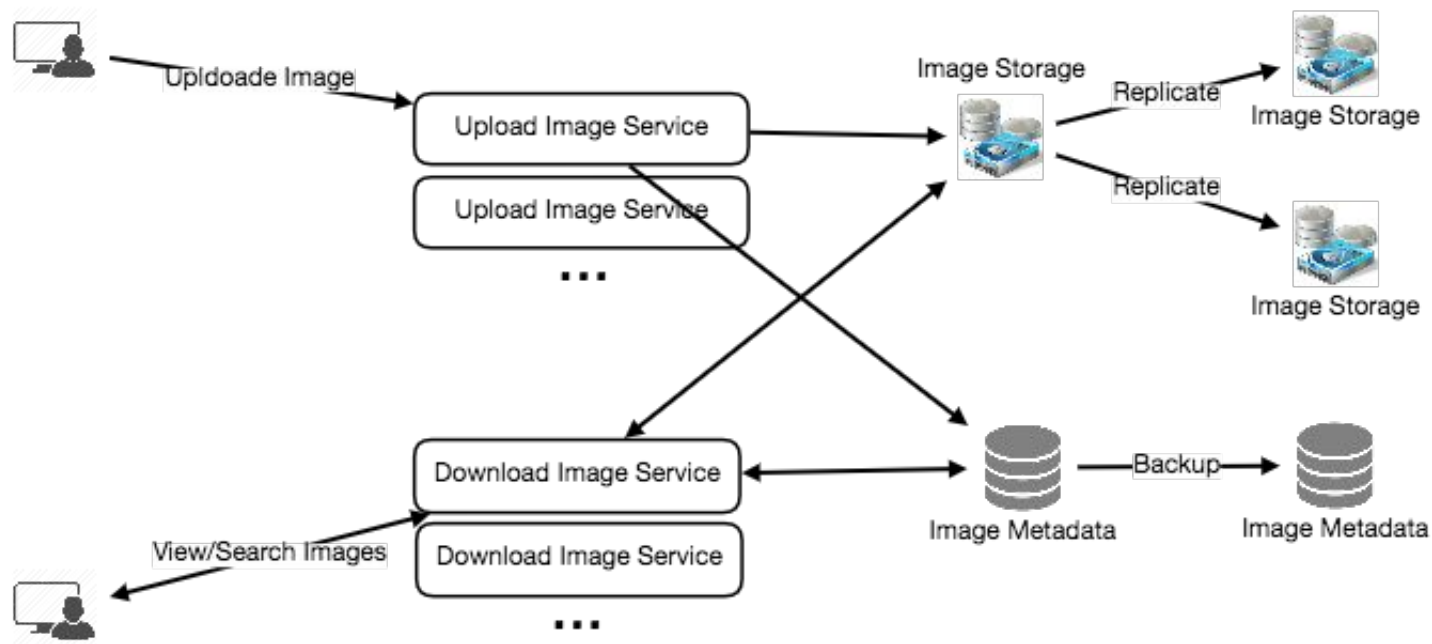 Upldoade Image
Upload Image Service
Upload Image Service
...
Image Storage
Replicate
Image Storage
Replicate
Image Storage
Download Image Service
Download Image Service
...
View/Search Images
Image Metadata
Backup
Image Metadata